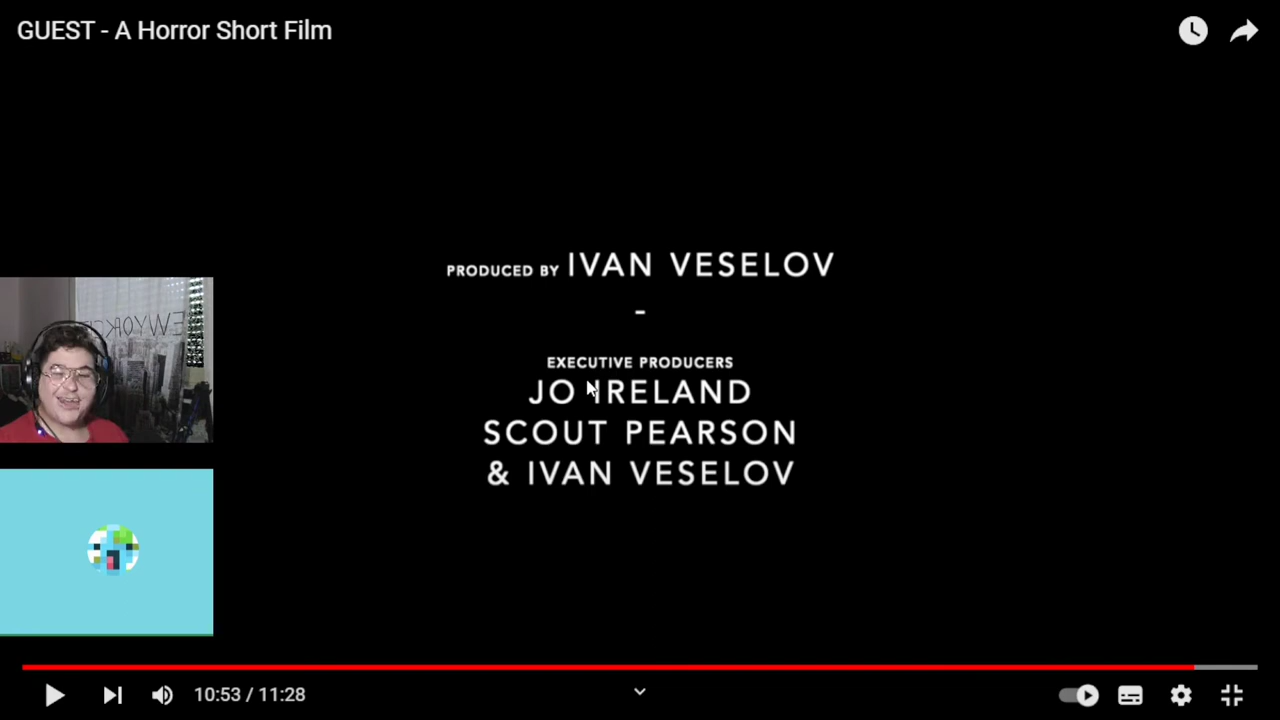 GUEST - A Horror Short Film
PRODUCED BY IVAN VESELOV
-
EXECUTIVE PRODUCERS
JO IRELAND
SCOUT PEARSON
& IVAN VESELOV
10:53 / 11:28